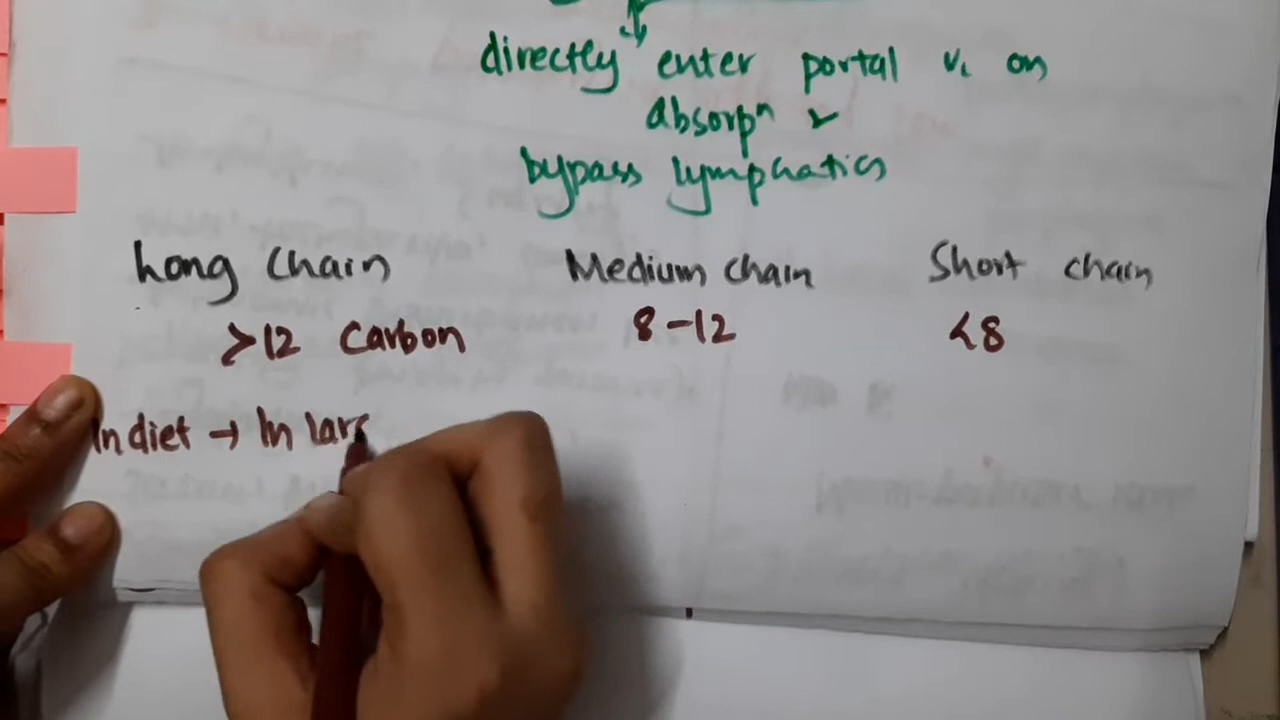 directly enter portal v. on
absorpⁿ &
bypass lymphatics
Long Chain Medium chain Short chain
>12 Carbon 8-12 <8
In diet → In larg